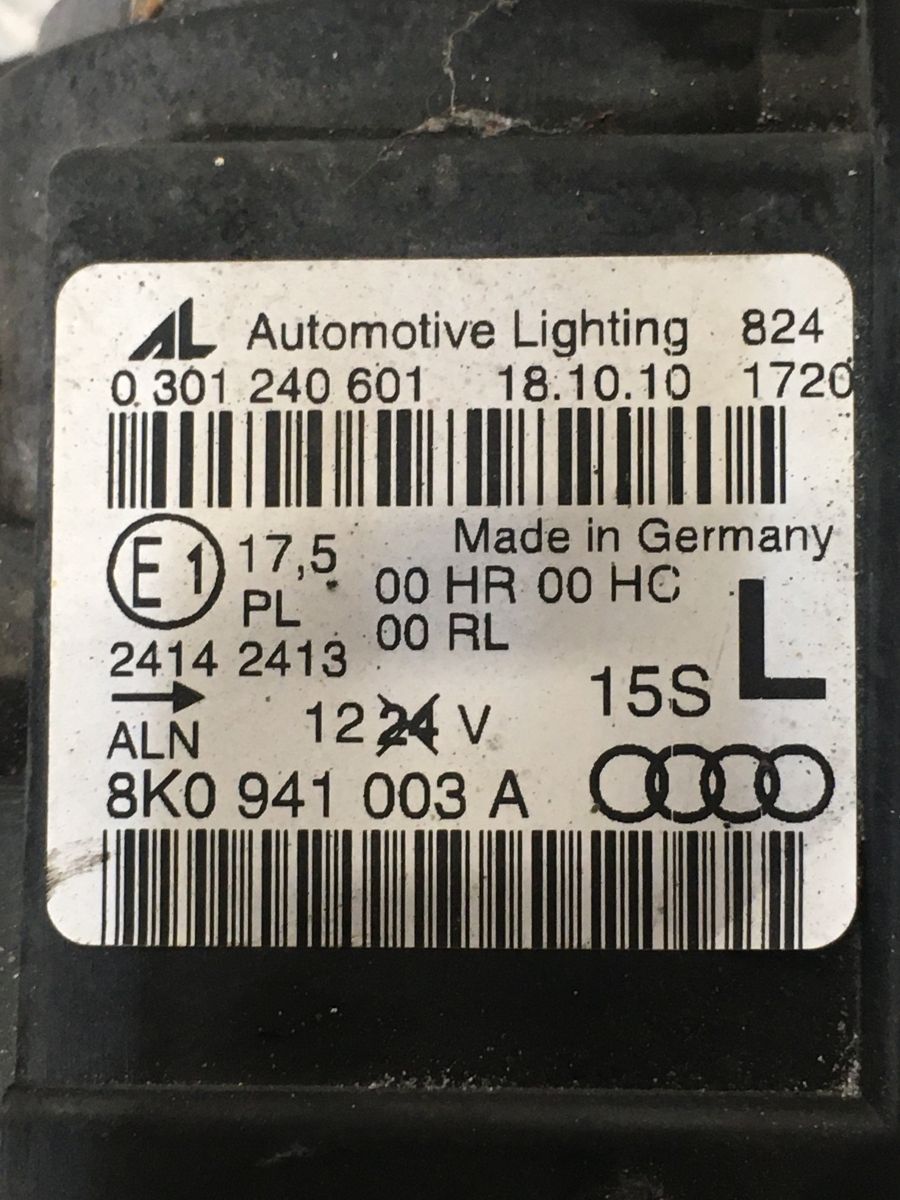 AL Automotive Lighting 824
0 301 240 601 18.10.10 1720
Made in Germany
E1 17,5
PL
00 HR 00 HC
00 RL
2414 2413
L
15S
ALN
12 24 V
8K0 941 003 A